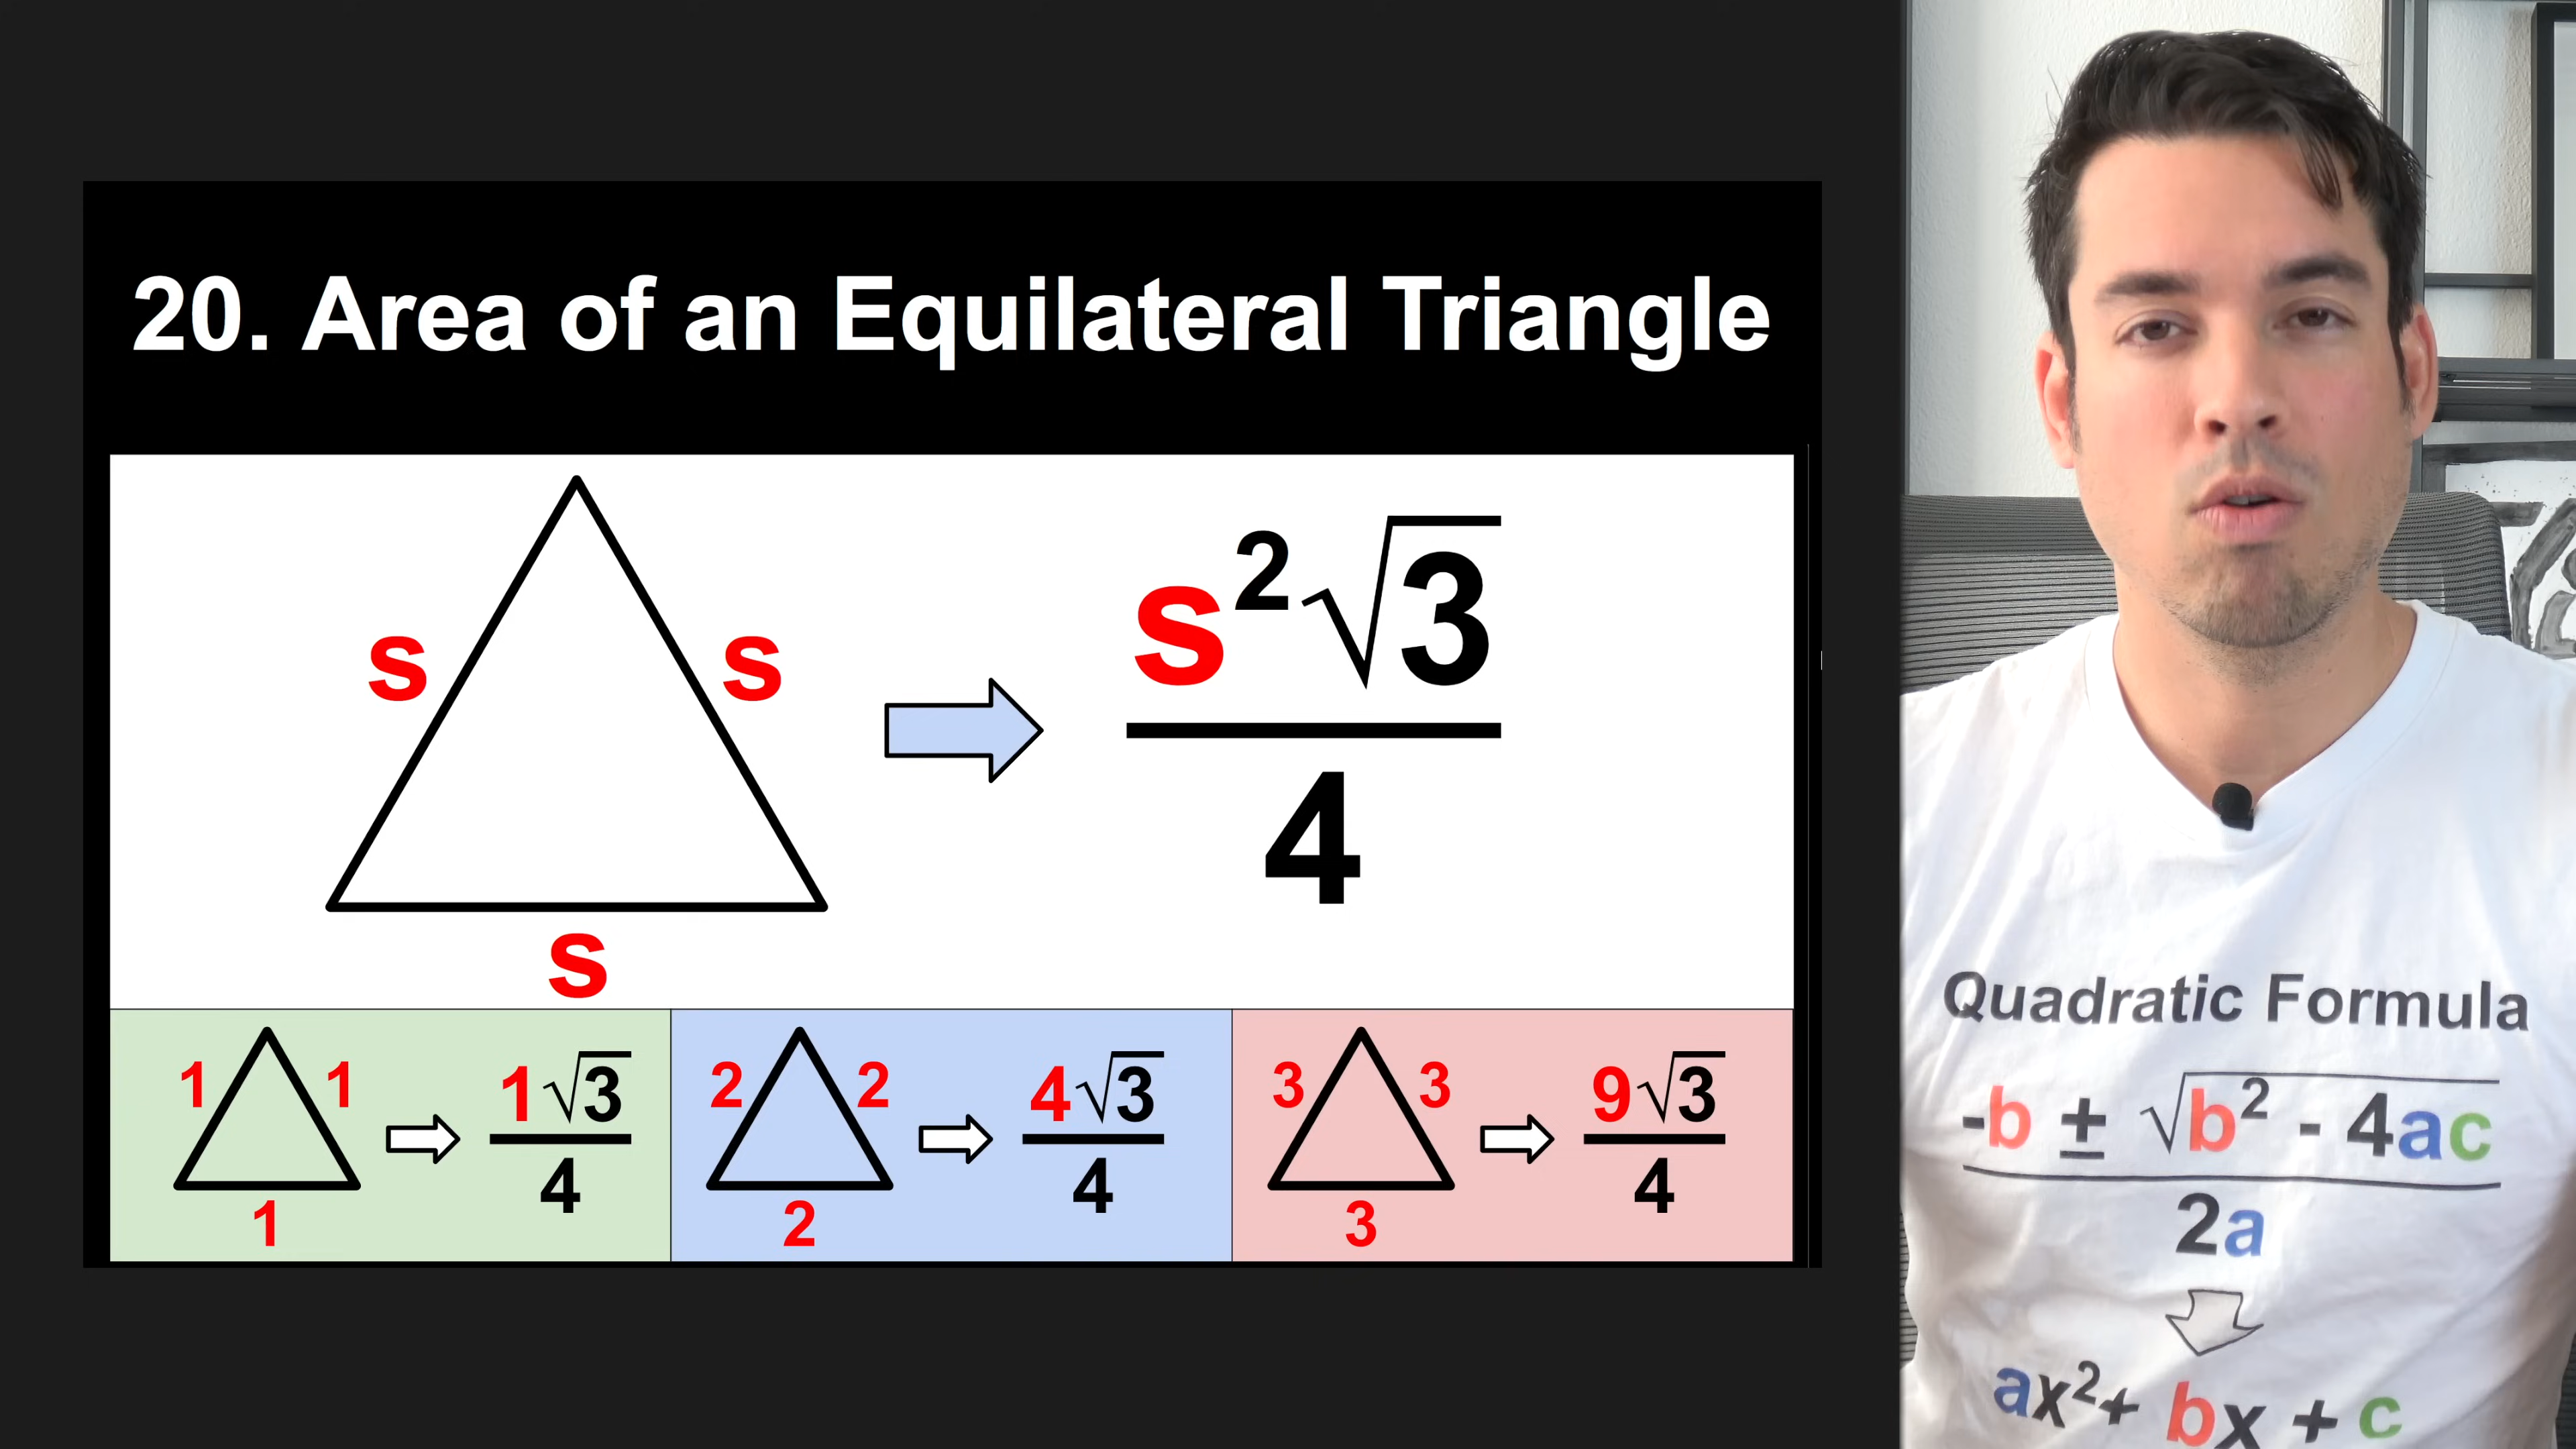 20. Area of an Equilateral Triangle
s s
s
s²√3
4
1 1
1
1√3
4
2 2
2
4√3
4
3 3
3
9√3
4
Quadratic Formula
-b ± √b² - 4ac
2a
ax²+ bx + c